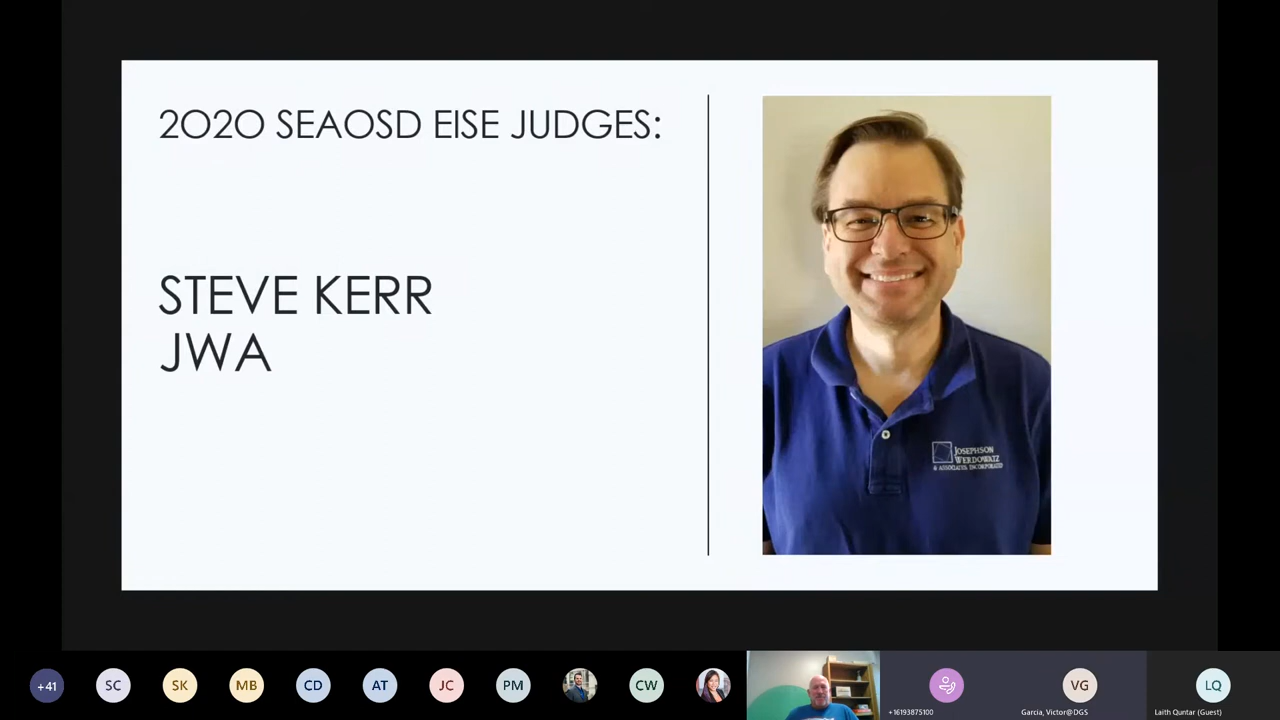 2020 SEAOSD EISE JUDGES:
STEVE KERR
JWA
JOSEPHSON
WERDOWATZ
& ASSOCIATES, INCORPORATED
+41
SC
SK
MB
CD
AT
JC
PM
CW
+16193875100
VG
Garcia, Victor@DGS
LQ
Laith Quntar (Guest)